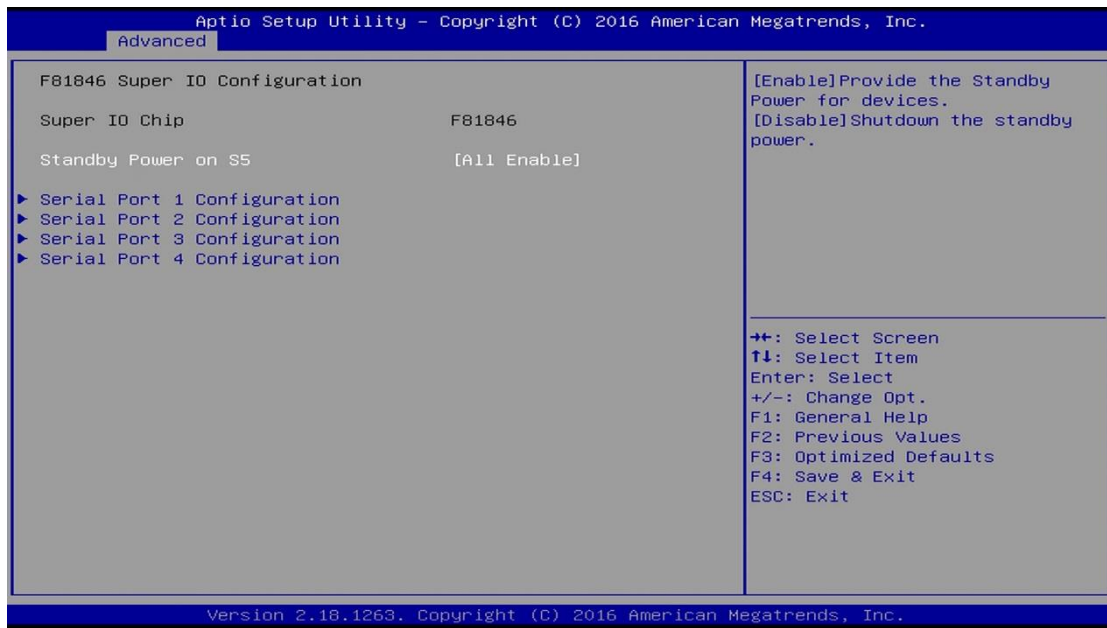 Aptio Setup Utility – Copyright (C) 2016 American Megatrends, Inc.
Advanced
F81846 Super IO Configuration
Super IO Chip F81846
Standby Power on S5 [All Enable]
▶ Serial Port 1 Configuration
▶ Serial Port 2 Configuration
▶ Serial Port 3 Configuration
▶ Serial Port 4 Configuration
[Enable]Provide the Standby
Power for devices.
[Disable]Shutdown the standby
power.
→←: Select Screen
↑↓: Select Item
Enter: Select
+/-: Change Opt.
F1: General Help
F2: Previous Values
F3: Optimized Defaults
F4: Save & Exit
ESC: Exit
Version 2.18.1263. Copyright (C) 2016 American Megatrends, Inc.